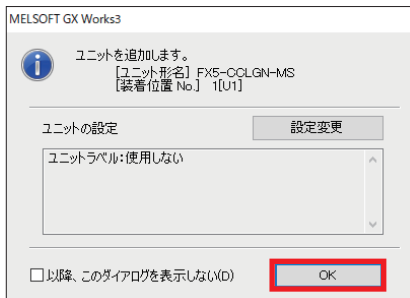 MELSOFT GX Works3
ユニットを追加します。
[ユニット形名] FX5-CCLGN-MS
[装着位置 No.] 1[U1]
ユニットの設定
設定変更
ユニットラベル:使用しない
以降、このダイアログを表示しない(D)
OK